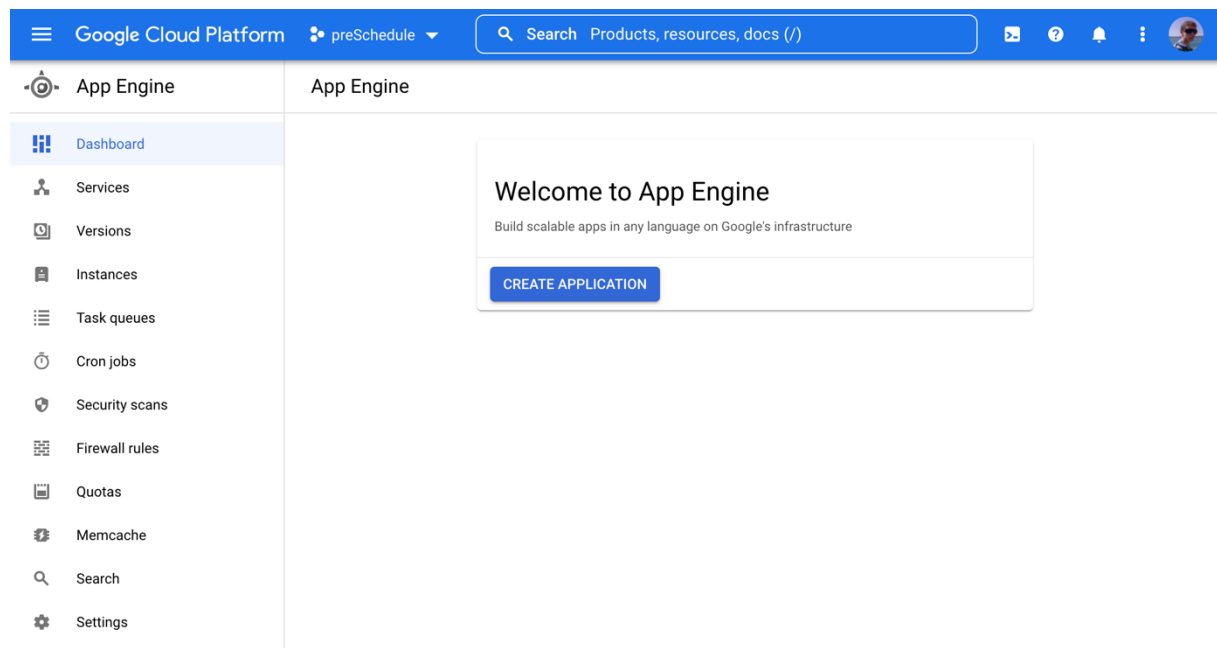 Google Cloud Platform preSchedule Search Products, resources, docs (/)
App Engine
App Engine
Dashboard
Services
Versions
Instances
Task queues
Cron jobs
Security scans
Firewall rules
Quotas
Memcache
Search
Settings
Welcome to App Engine
Build scalable apps in any language on Google's infrastructure
CREATE APPLICATION